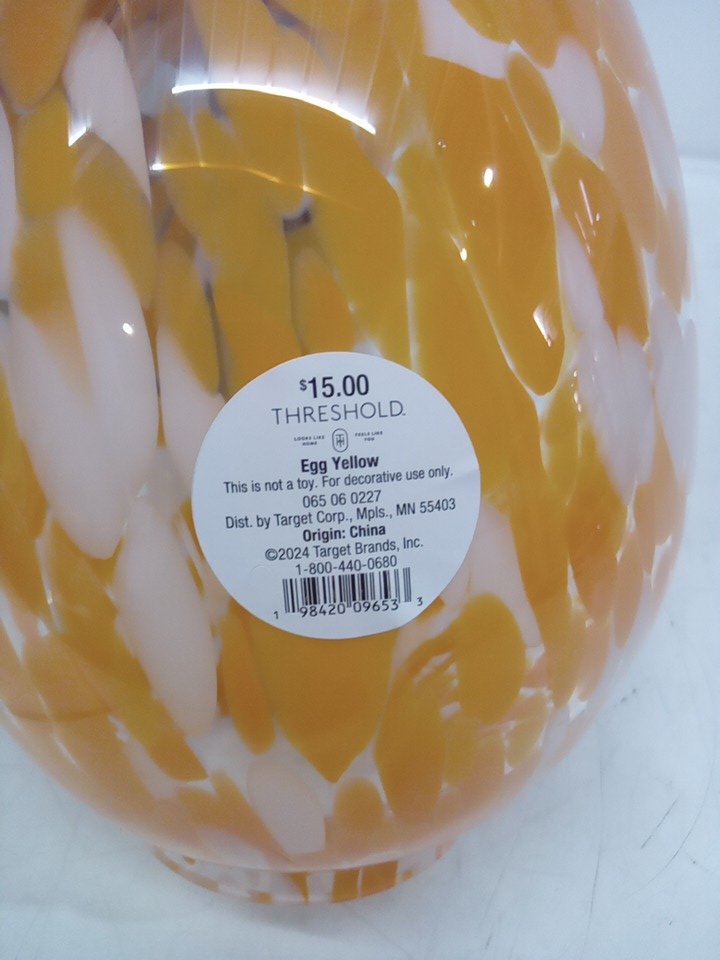 $15.00
THRESHOLD.
LOOKS LIKE HOME FEELS LIKE YOU
Egg Yellow
This is not a toy. For decorative use only.
065 06 0227
Dist. by Target Corp., Mpls., MN 55403
Origin: China
©2024 Target Brands, Inc.
1-800-440-0680
1 98420 09653 3